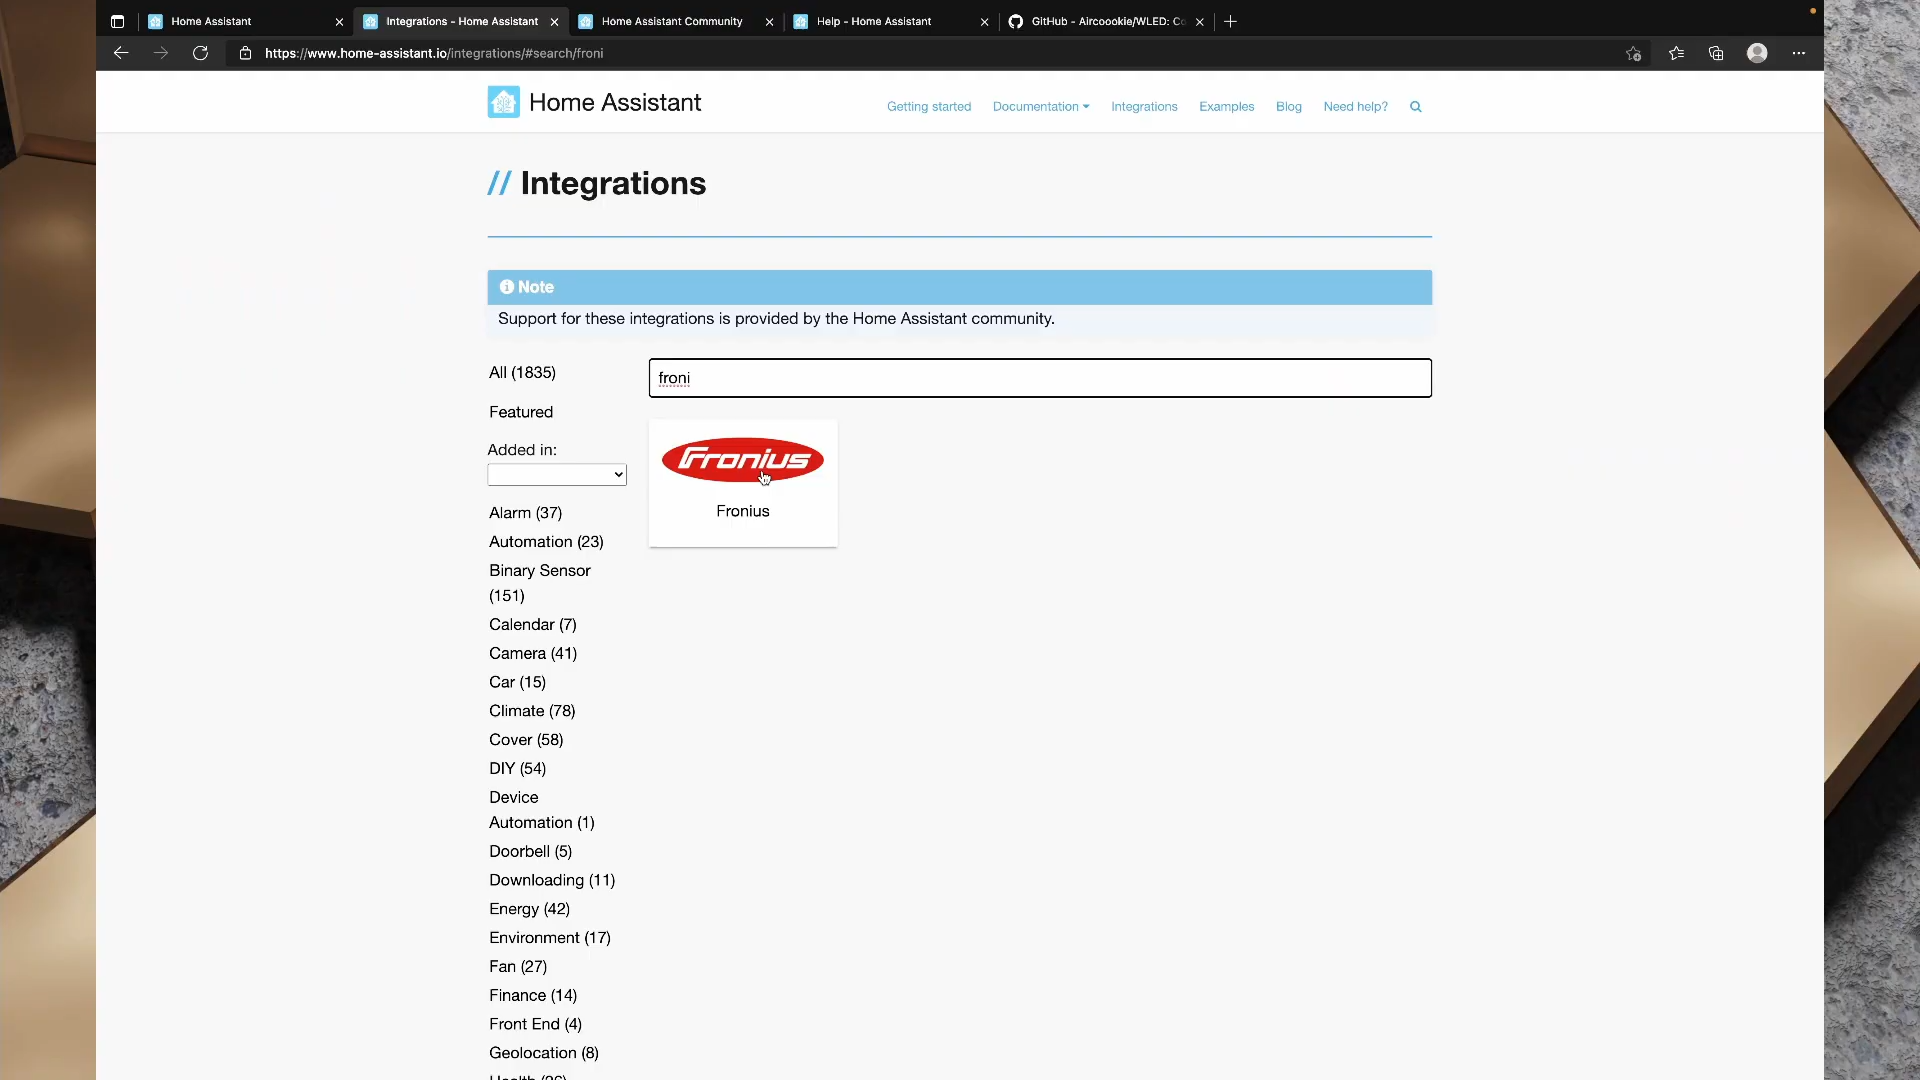 Home Assistant
Integrations - Home Assistant
Home Assistant Community
Help - Home Assistant
GitHub - Aircoookie/WLED: Co
https://www.home-assistant.io/integrations/#search/froni
Home Assistant
Getting started
Documentation
Integrations
Examples
Blog
Need help?
// Integrations
Note
Support for these integrations is provided by the Home Assistant community.
All (1835)
froni
Featured
Added in:
Fronius
Fronius
Alarm (37)
Automation (23)
Binary Sensor
(151)
Calendar (7)
Camera (41)
Car (15)
Climate (78)
Cover (58)
DIY (54)
Device
Automation (1)
Doorbell (5)
Downloading (11)
Energy (42)
Environment (17)
Fan (27)
Finance (14)
Front End (4)
Geolocation (8)